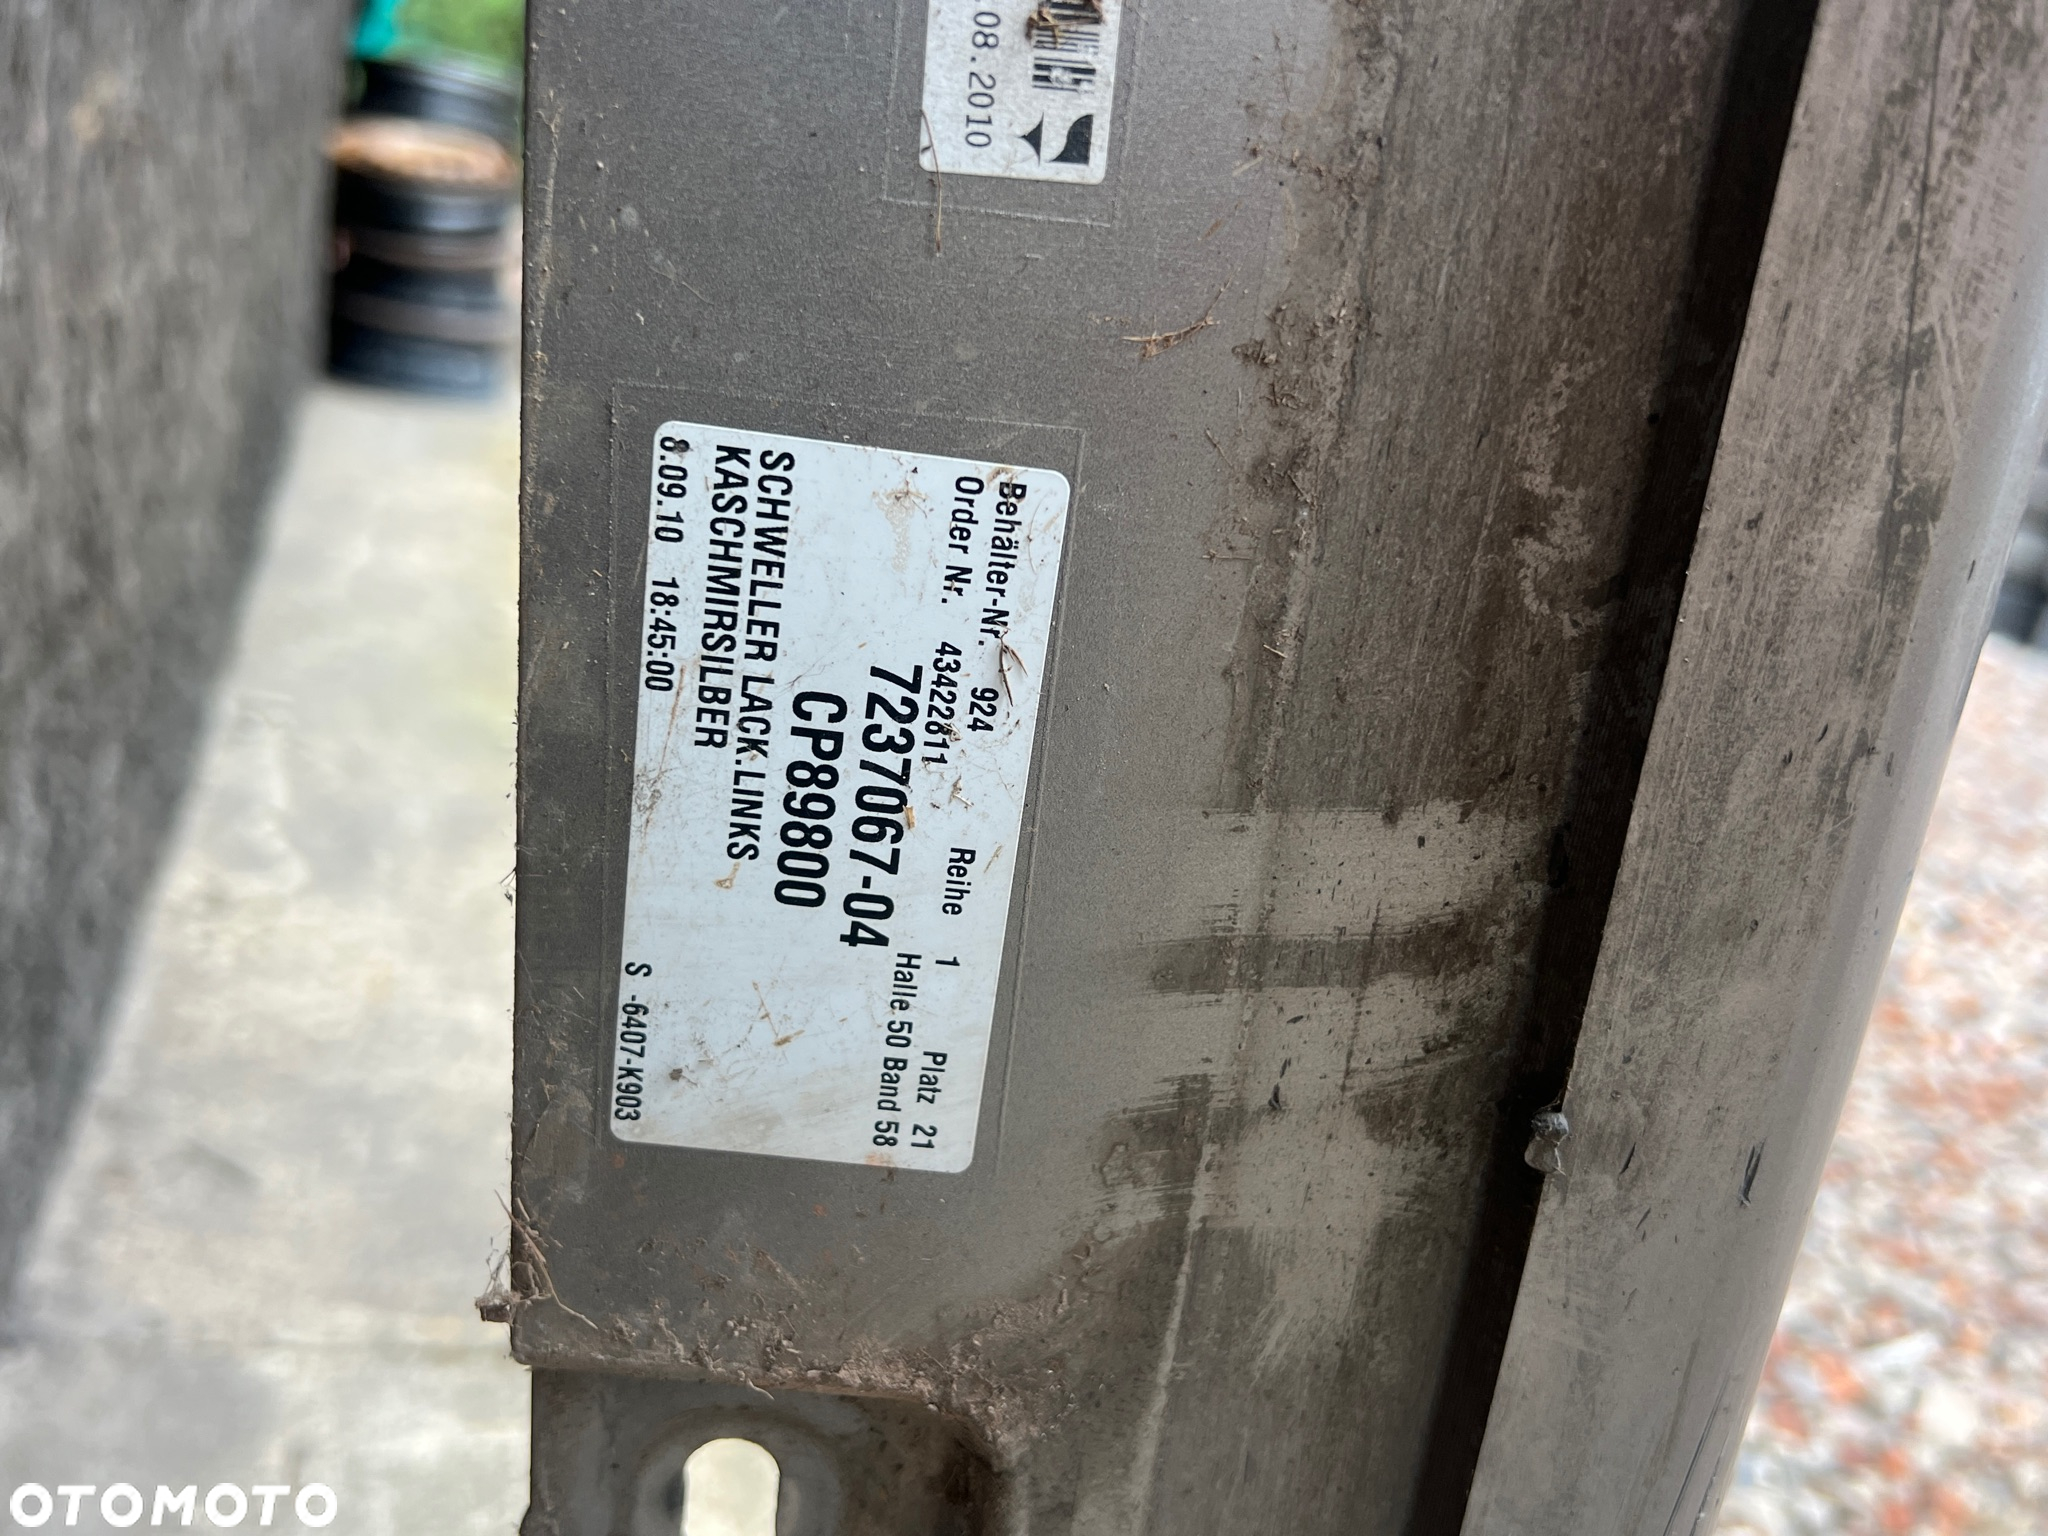 .08.2010
Behälter-Nr. 924 Reihe 1 Platz 21
Order Nr. 43422811 Halle 50 Band 58
7237067-04
CP89800
SCHWELLER LACK.LINKS
KASCHMIRSILBER
8.09.10 18:45:00 S -6407-K903
OTOMOTO